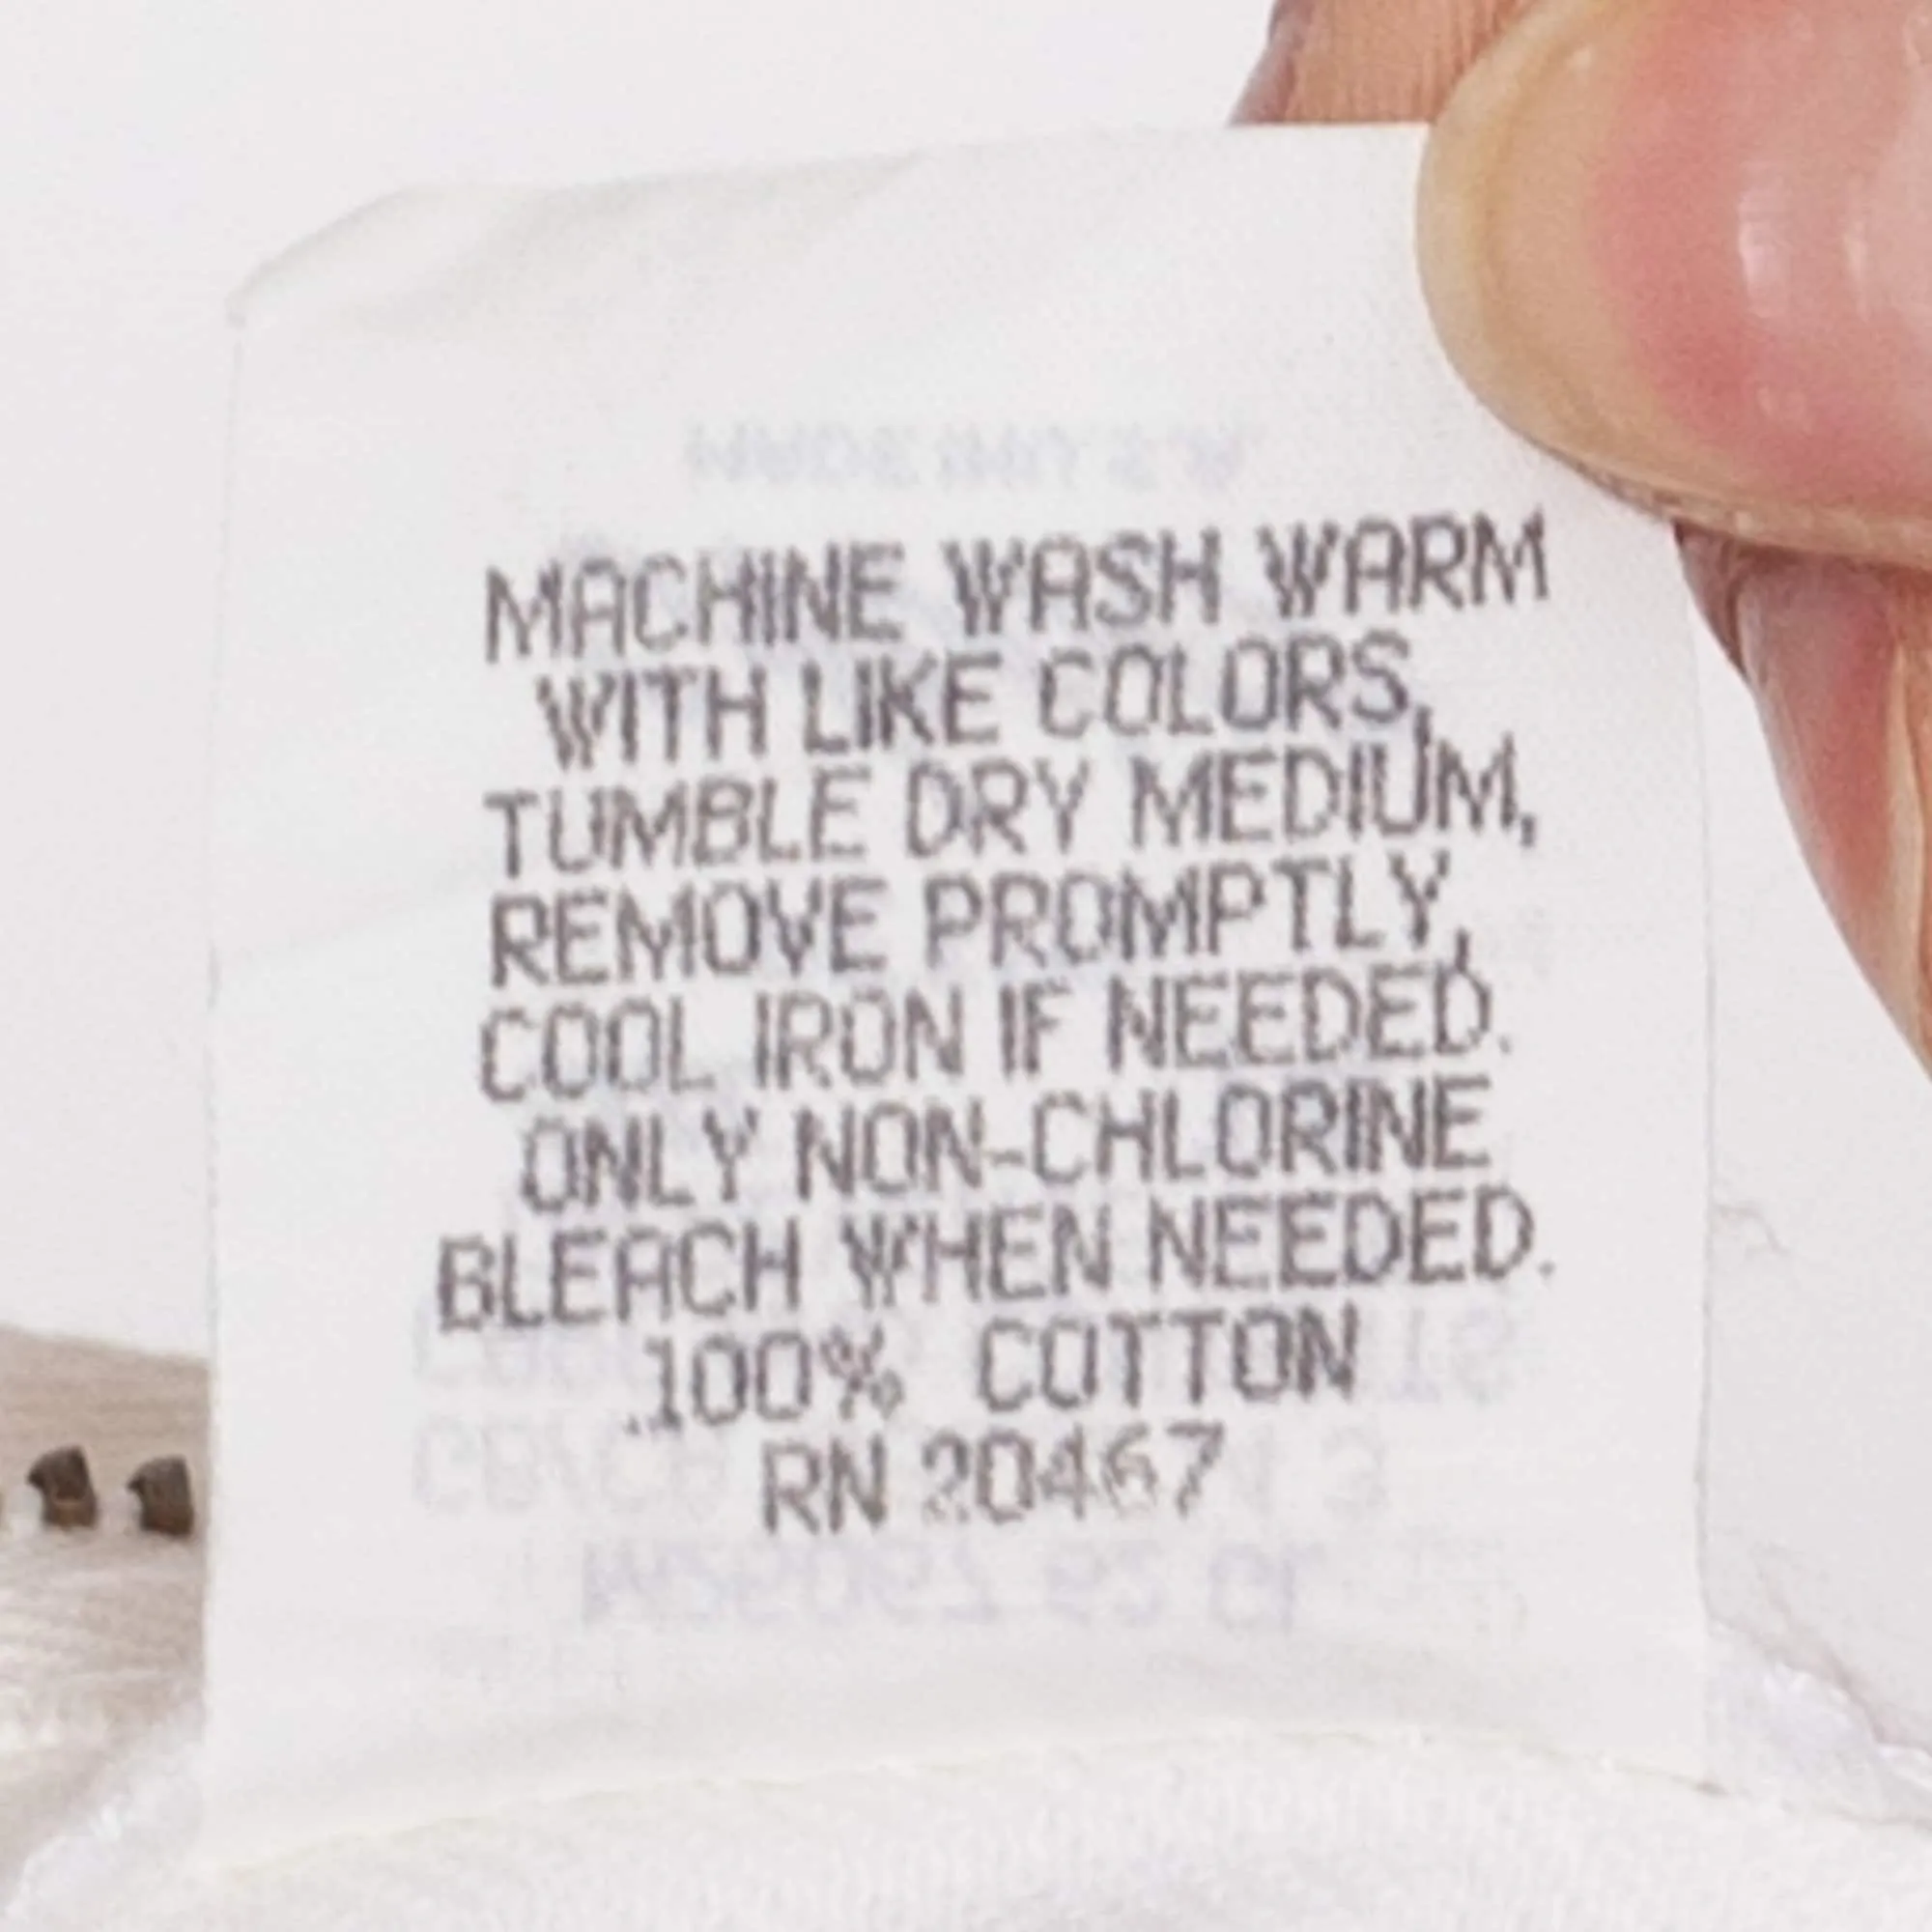 MACHINE WASH WARM
WITH LIKE COLORS,
TUMBLE DRY MEDIUM,
REMOVE PROMPTLY,
COOL IRON IF NEEDED.
ONLY NON-CHLORINE
BLEACH WHEN NEEDED.
100% COTTON
RN 20467